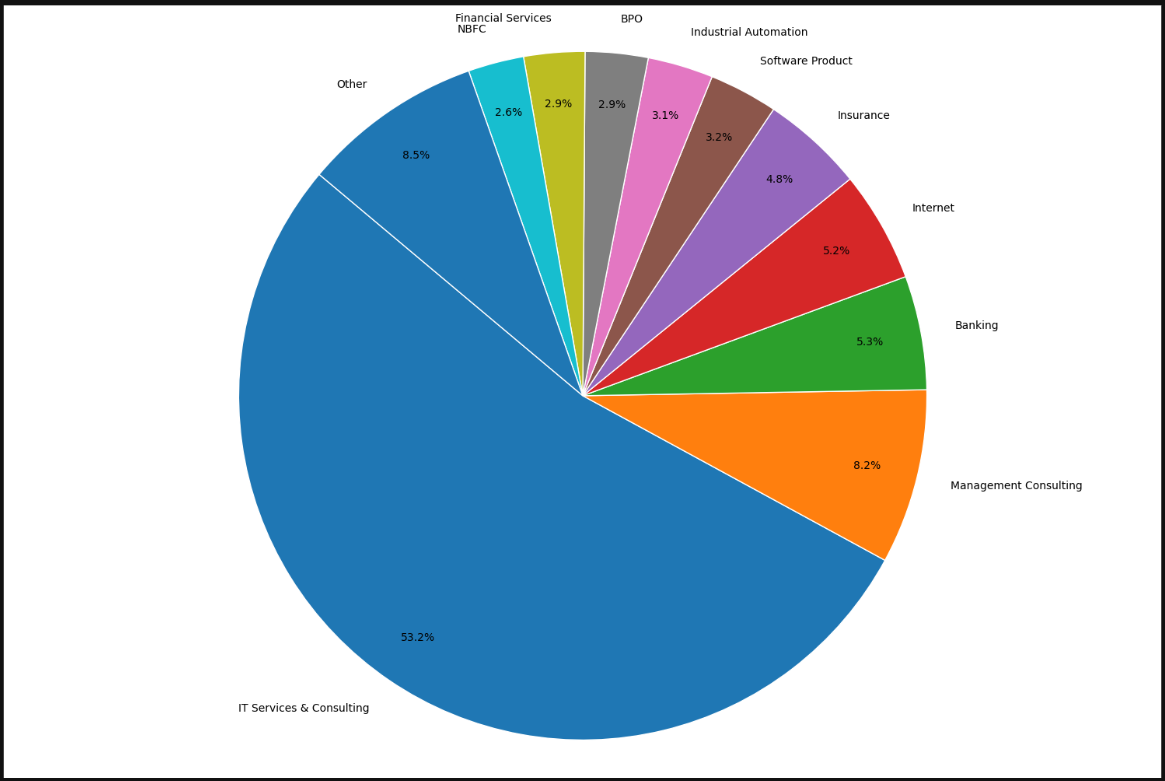 Financial Services
BPO
NBFC
Industrial Automation
Software Product
Other
Insurance
2.9%
2.9%
2.6%
3.1%
3.2%
8.5%
4.8%
Internet
5.2%
Banking
5.3%
8.2%
Management Consulting
53.2%
IT Services & Consulting